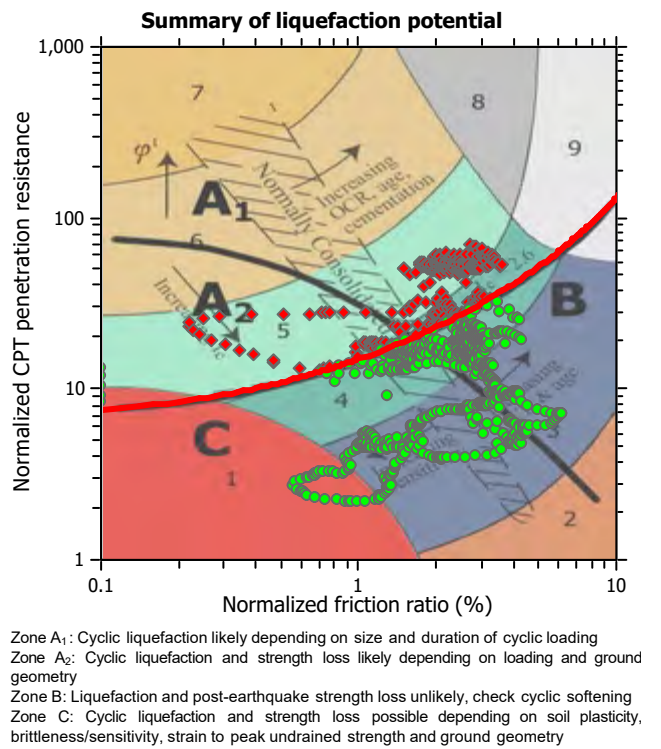 Summary of liquefaction potential
1,000
7
8
φ'
9
A1
Increasing
OCR, age,
cementation
Normally Consolidated
100
6
2.6
A2
B
5
10
4
C
1
2
1
0.1
1
10
Normalized CPT penetration resistance
Normalized friction ratio (%)
Zone A1: Cyclic liquefaction likely depending on size and duration of cyclic loading
Zone A2: Cyclic liquefaction and strength loss likely depending on loading and ground
geometry
Zone B: Liquefaction and post-earthquake strength loss unlikely, check cyclic softening
Zone C: Cyclic liquefaction and strength loss possible depending on soil plasticity,
brittleness/sensitivity, strain to peak undrained strength and ground geometry